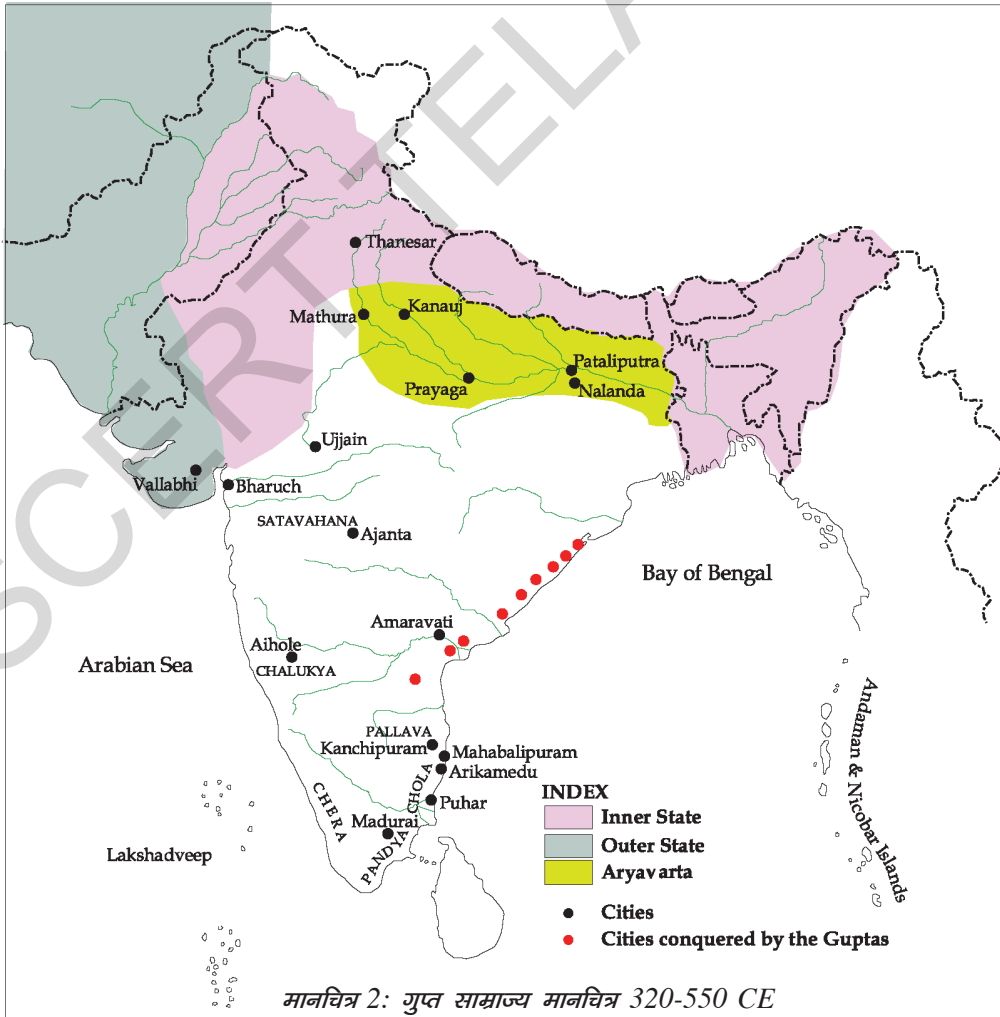 SCERT TELA
Thanesar
Kanauj
Mathura
Pataliputra
Prayaga
Nalanda
Ujjain
Vallabhi
Bharuch
SATAVAHANA
Ajanta
Bay of Bengal
Amaravati
Aihole
CHALUKYA
Arabian Sea
PALLAVA
Kanchipuram
Mahabalipuram
Arikamedu
CHOLA
Puhar
CHERA
Madurai
PANDYA
Lakshadveep
Andaman & Nicobar Islands
INDEX
Inner State
Outer State
Aryavarta
Cities
Cities conquered by the Guptas
मानचित्र 2: गुप्त साम्राज्य मानचित्र 320-550 CE